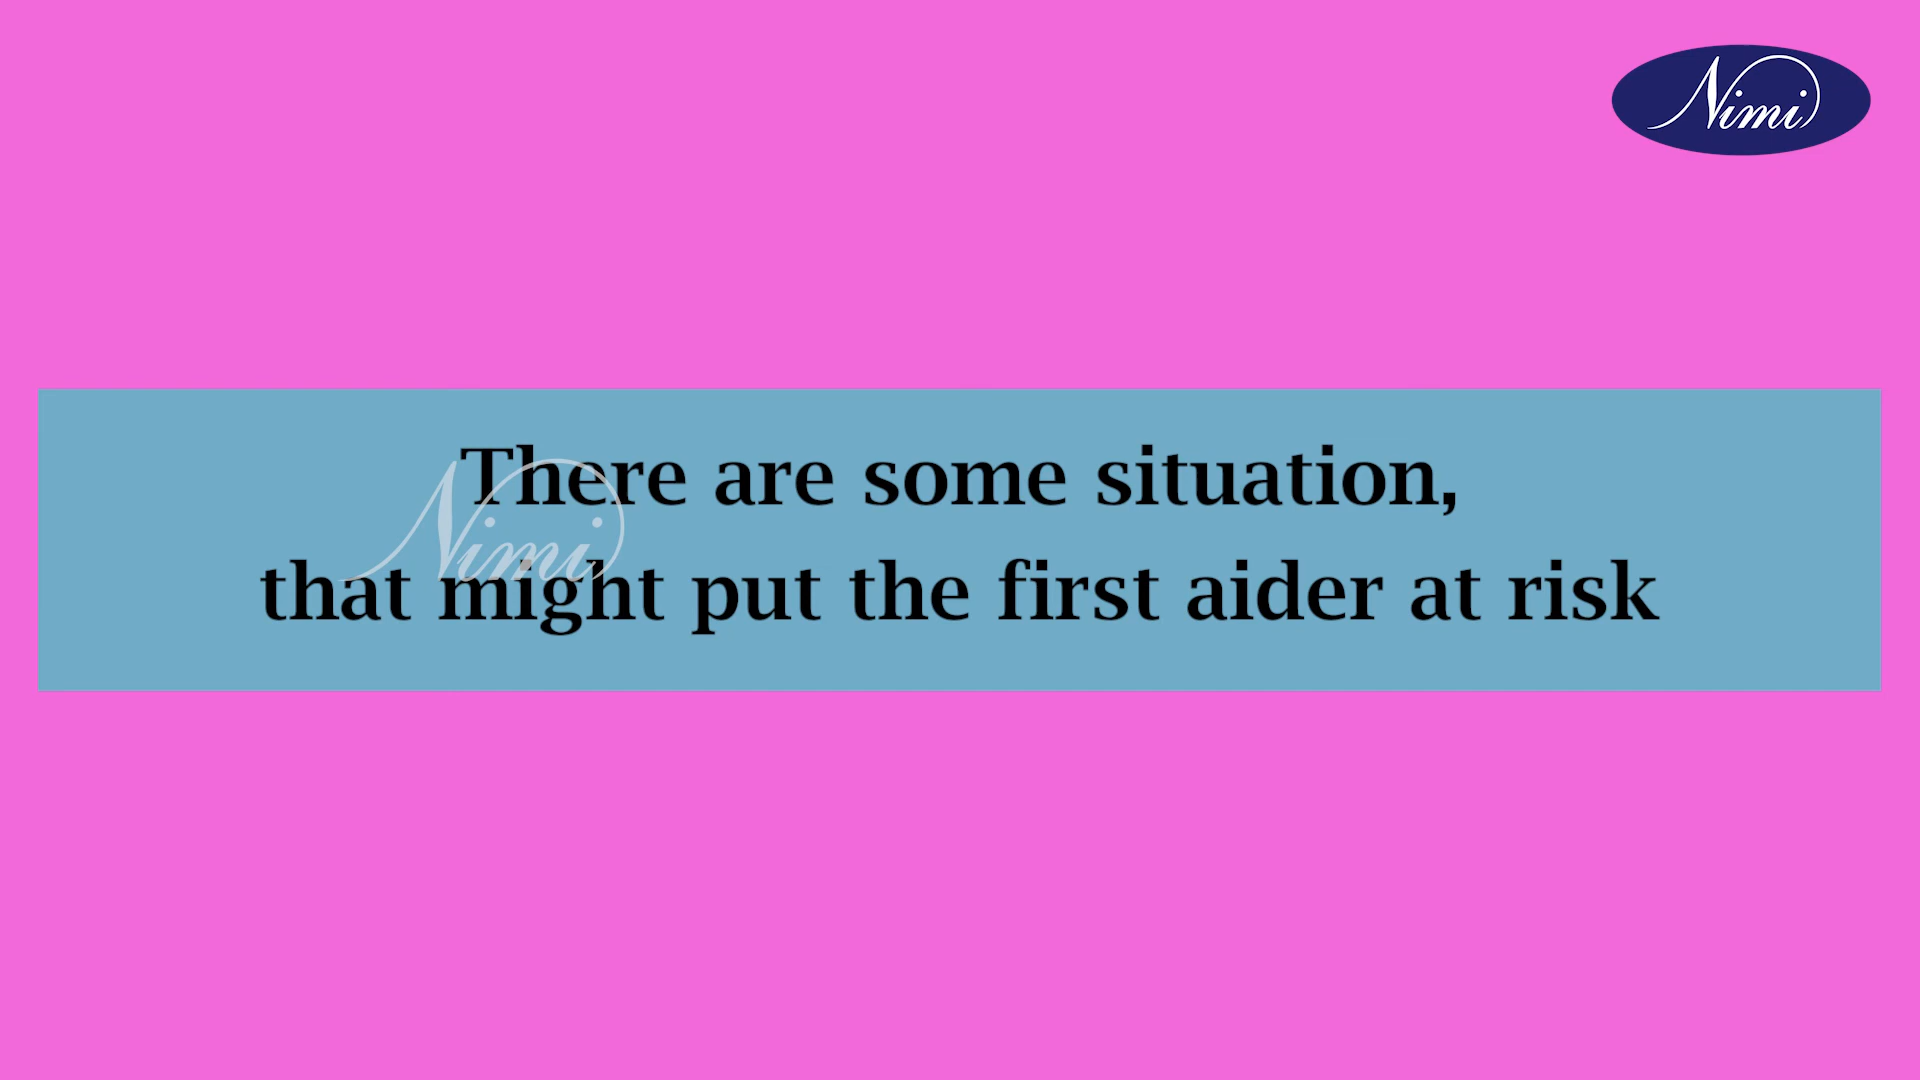 Nimi
There are some situation,
that might put the first aider at risk
Nimi